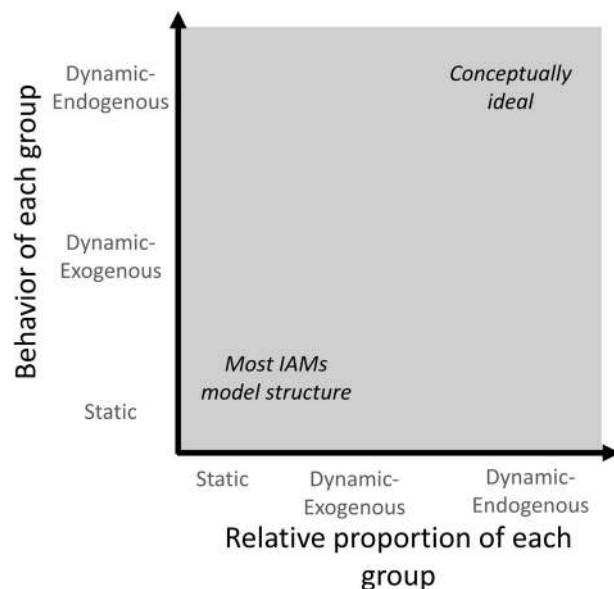 Behavior of each group
Dynamic-
Endogenous
Dynamic-
Exogenous
Static
Conceptually
ideal
Most IAMs
model structure
Static
Dynamic-
Exogenous
Dynamic-
Endogenous
Relative proportion of each
group